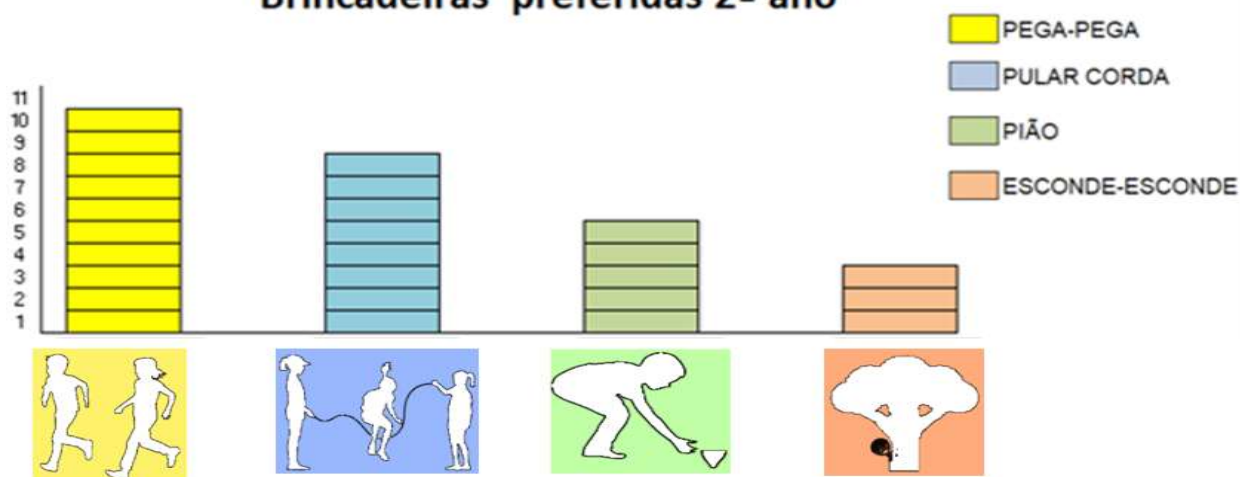 Brincadeiras preferidas 2º ano
PEGA-PEGA
PULAR CORDA
PIÃO
ESCONDE-ESCONDE
11
10
9
8
7
6
5
4
3
2
1